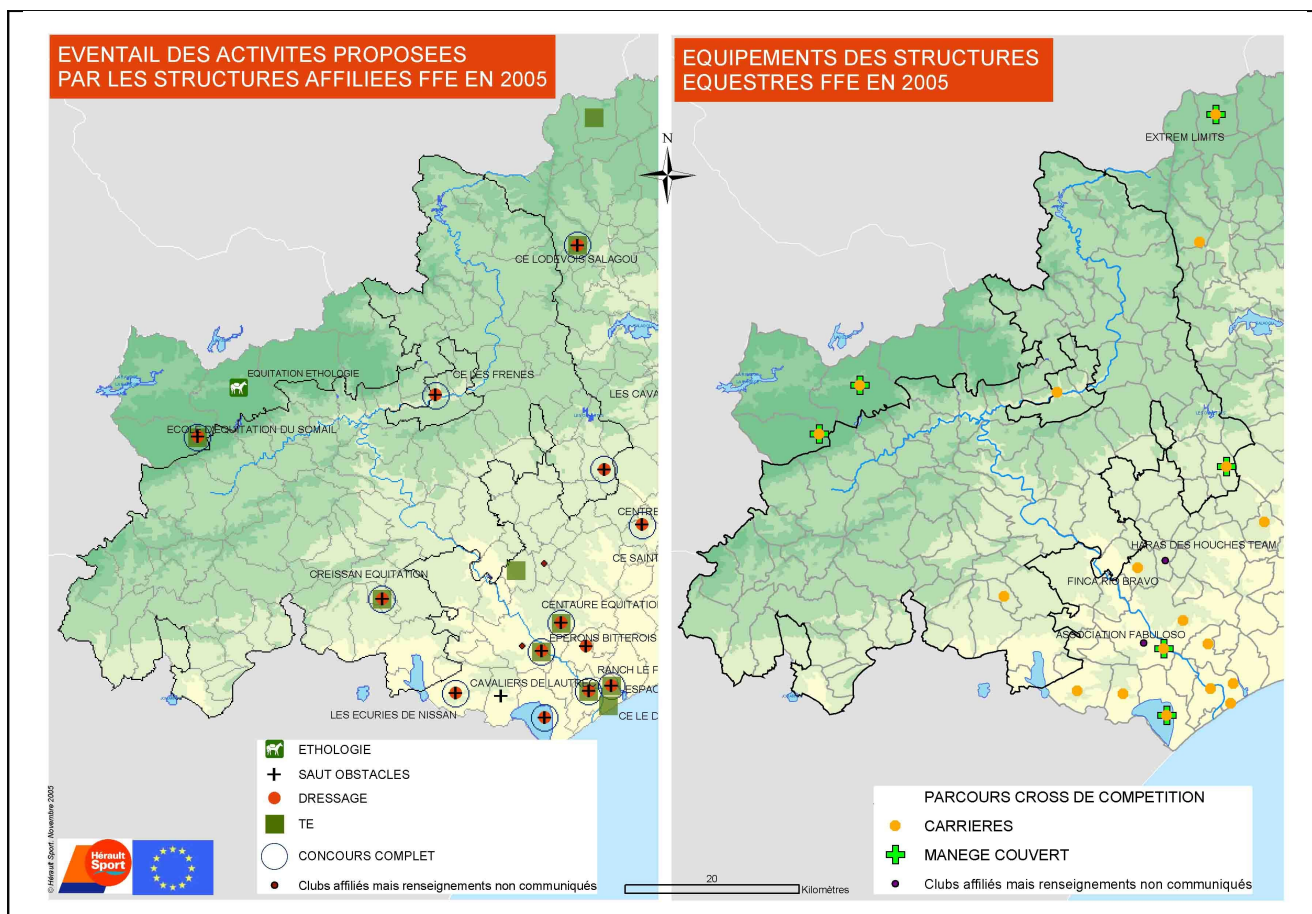 EVENTAIL DES ACTIVITES PROPOSEES
PAR LES STRUCTURES AFFILIEES FFE EN 2005
N
CE LODEVOIS SALAGOU
EQUITATION ETHOLOGIE
CE LES FRENES
LES CAVA
ECOLE D'EQUITATION DU SOMAIL
CENTRE
CE SAINT
CREISSAN EQUITATION
CENTAURE EQUITATION
EPERONS BITTEROIS
RANCH LE F
CAVALIERS DE LAUTRE
ESPAC
LES ECURIES DE NISSAN
CE LE D
ETHOLOGIE
SAUT OBSTACLES
DRESSAGE
TE
CONCOURS COMPLET
Clubs affiliés mais renseignements non communiqués
© Hérault Sport, Novembre 2005
Hérault
Sport
EQUIPEMENTS DES STRUCTURES
EQUESTRES FFE EN 2005
EXTREM LIMITS
HARAS DES HOUCHES TEAM
FINCA RIO BRAVO
ASSOCIATION FABULOSO
PARCOURS CROSS DE COMPETITION
CARRIERES
MANEGE COUVERT
Clubs affiliés mais renseignements non communiqués
20
Kilomètres